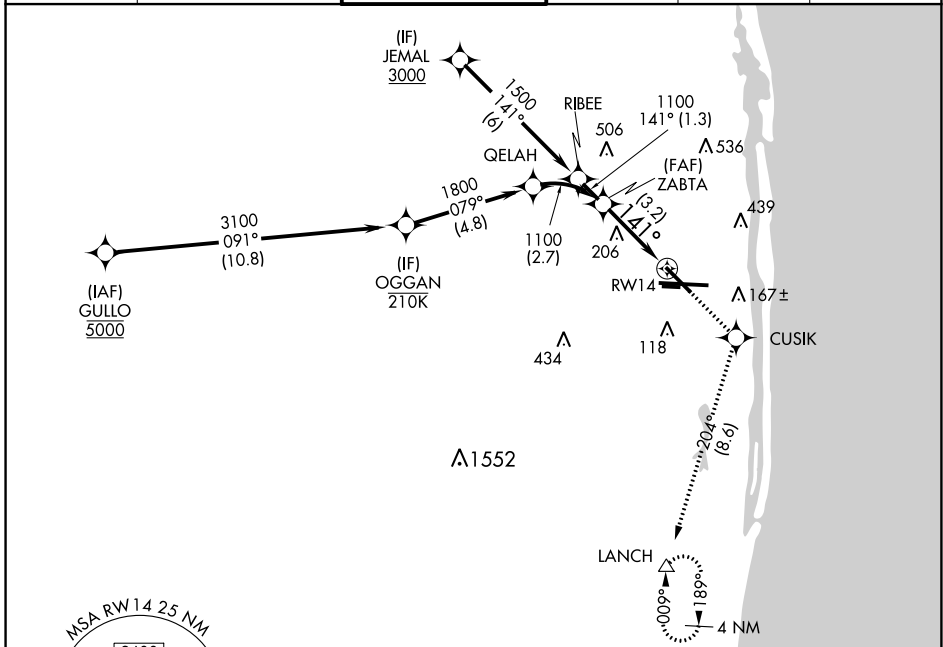 (IF)
JEMAL
3000
1500
141°
(6)
RIBEE
1100
141° (1.3)
506
536
QELAH
(FAF)
ZABTA
3100
091°
(10.8)
1800
079°
(4.8)
1100
(2.7)
(3.2)
141°
206
439
(IAF)
GULLO
5000
(IF)
OGGAN
210K
RW14
167±
434
118
CUSIK
204°
(8.6)
1552
LANCH
009°
189°
4 NM
MSA RW14 25 NM